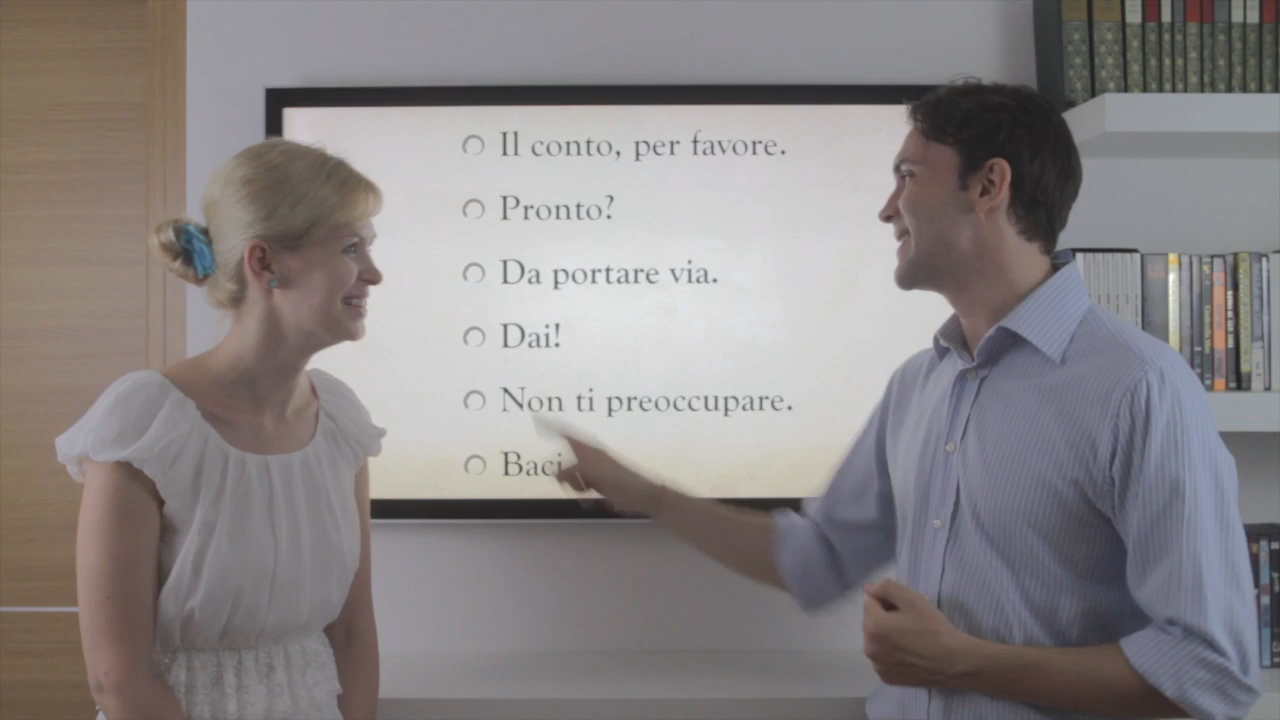 Il conto, per favore.
Pronto?
Da portare via.
Dai!
Non ti preoccupare.
Baci